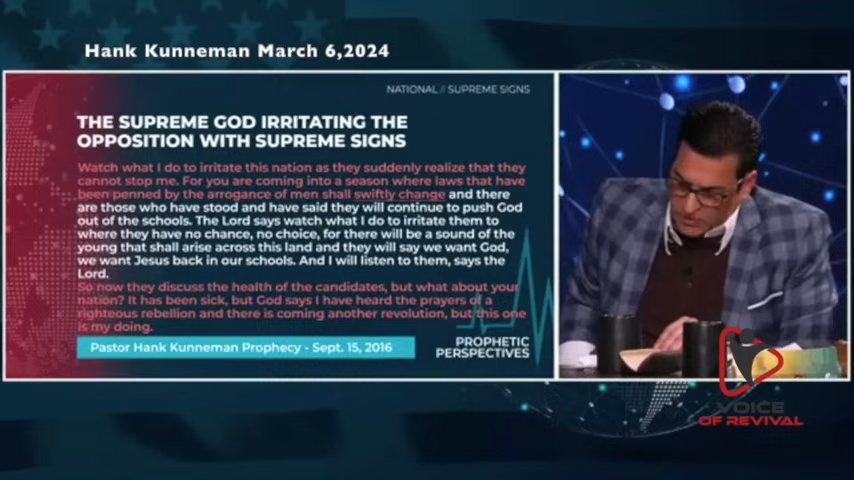 Hank Kunneman March 6,2024
NATIONAL // SUPREME SIGNS
THE SUPREME GOD IRRITATING THE
OPPOSITION WITH SUPREME SIGNS
Watch what I do to irritate this nation as they suddenly realize that they
cannot stop me. For you are coming into a season where laws that have
been penned by the arrogance of men shall swiftly change and there
are those who have stood and have said they will continue to push God
out of the schools. The Lord says watch what I do to irritate them to
where they have no chance, no choice, for there will be a sound of the
young that shall arise across this land and they will say we want God,
we want Jesus back in our schools. And I will listen to them, says the
Lord.
So now they discuss the health of the candidates, but what about your
nation? It has been sick, but God says I have heard the prayers of a
righteous rebellion and there is coming another revolution, but this one
is my doing.
Pastor Hank Kunneman Prophecy - Sept. 15, 2016
PROPHETIC
PERSPECTIVES
VOICE
OF REVIVAL